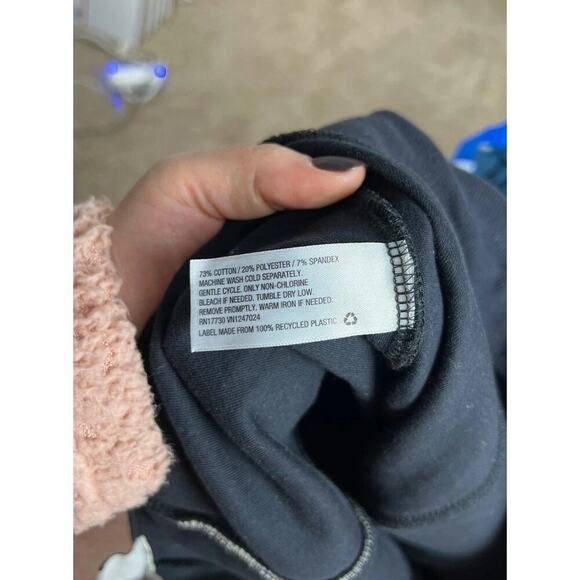 73% COTTON / 20% POLYESTER / 7% SPANDEX
MACHINE WASH COLD SEPARATELY.
GENTLE CYCLE. ONLY NON-CHLORINE
BLEACH IF NEEDED. TUMBLE DRY LOW.
REMOVE PROMPTLY. WARM IRON IF NEEDED.
RN17730 VN1247024
LABEL MADE FROM 100% RECYCLED PLASTIC